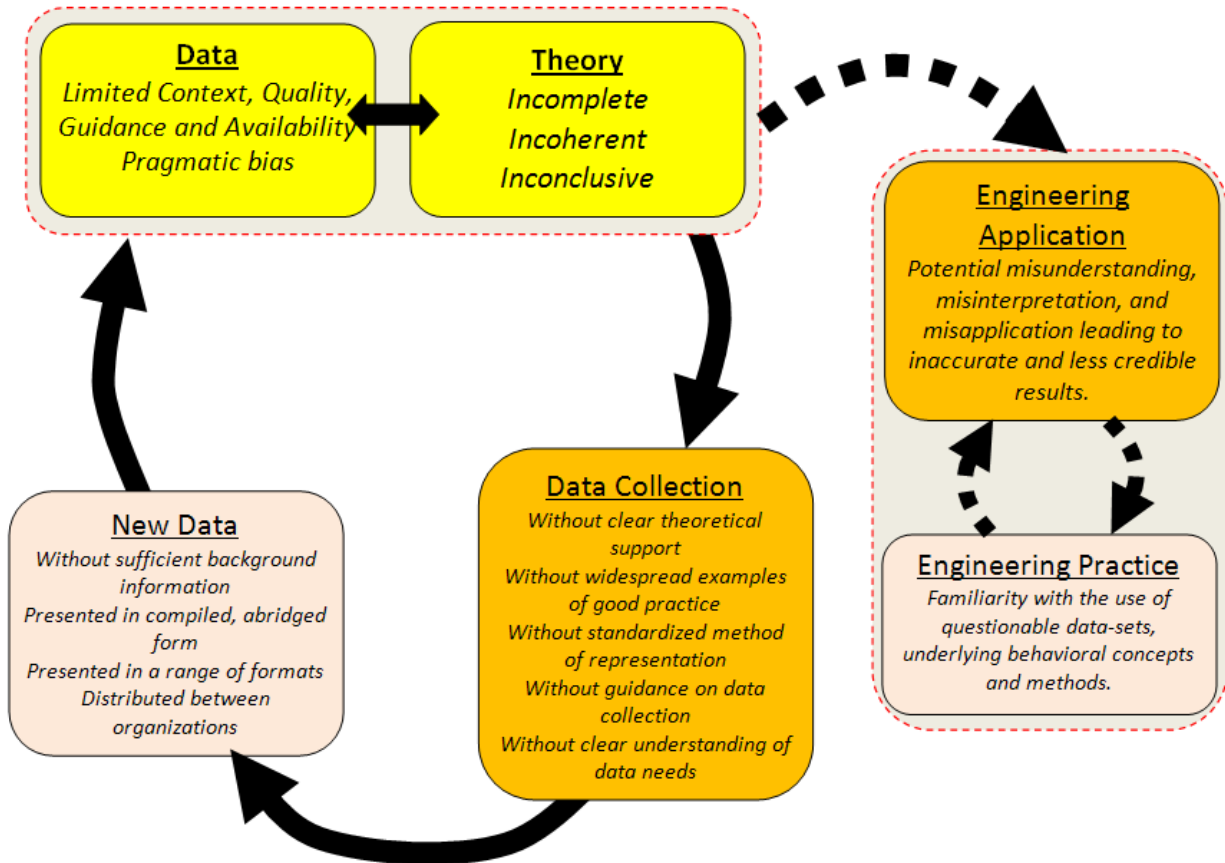 Data
Limited Context, Quality,
Guidance and Availability
Pragmatic bias
Theory
Incomplete
Incoherent
Inconclusive
Engineering
Application
Potential misunderstanding,
misinterpretation, and
misapplication leading to
inaccurate and less credible
results.
Engineering Practice
Familiarity with the use of
questionable data-sets,
underlying behavioral concepts
and methods.
Data Collection
Without clear theoretical
support
Without widespread examples
of good practice
Without standardized method
of representation
Without guidance on data
collection
Without clear understanding of
data needs
New Data
Without sufficient background
information
Presented in compiled, abridged
form
Presented in a range of formats
Distributed between
organizations